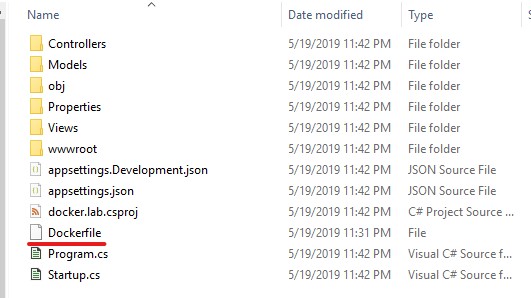 Name Date modified Type
Controllers 5/19/2019 11:42 PM File folder
Models 5/19/2019 11:42 PM File folder
obj 5/19/2019 11:42 PM File folder
Properties 5/19/2019 11:42 PM File folder
Views 5/19/2019 11:42 PM File folder
wwwroot 5/19/2019 11:42 PM File folder
appsettings.Development.json 5/19/2019 11:42 PM JSON Source File
appsettings.json 5/19/2019 11:42 PM JSON Source File
docker.lab.csproj 5/19/2019 11:42 PM C# Project Source ...
Dockerfile 5/19/2019 11:31 PM File
Program.cs 5/19/2019 11:42 PM Visual C# Source f...
Startup.cs 5/19/2019 11:42 PM Visual C# Source f...